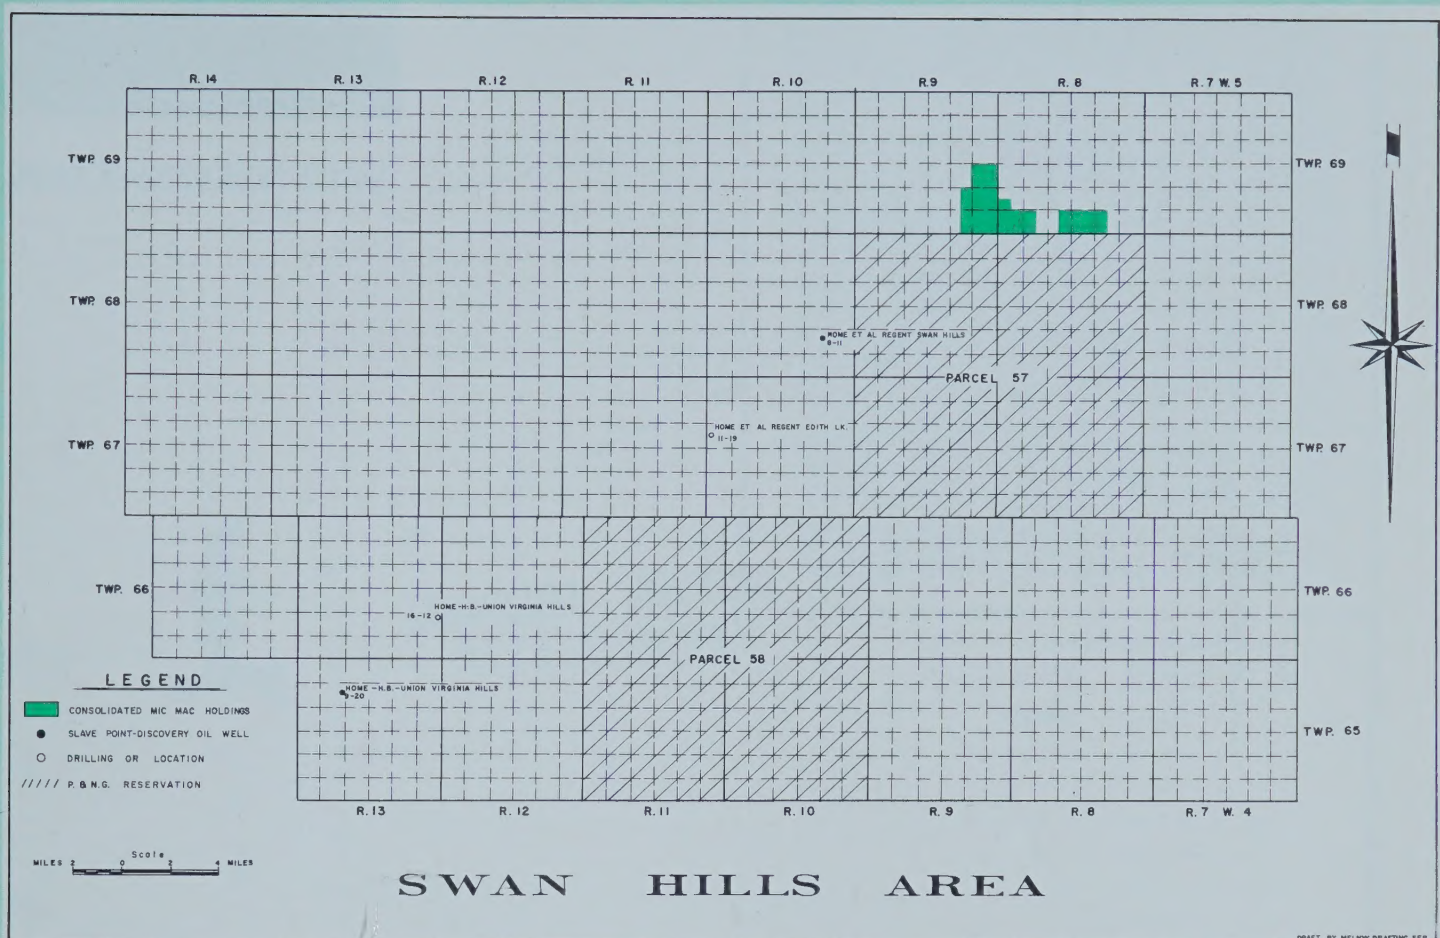 R. 14 R. 13 R.12 R. 11 R. 10 R.9 R. 8 R. 7 W. 5
TWP. 69 TWP. 69
TWP. 68 TWP. 68
HOME ET AL REGENT SWAN HILLS
PARCEL 57
HOME ET AL REGENT EDITH LK.
11-19
TWP. 67 TWP. 67
TWP. 66 TWP. 66
HOME-H.B.-UNION VIRGINIA HILLS
16-12
PARCEL 58
HOME-H.B.-UNION VIRGINIA HILLS
9-20
TWP. 65
R.13 R. 12 R.11 R. 10 R. 9 R. 8 R. 7 W. 4
LEGEND
CONSOLIDATED MIC MAC HOLDINGS
SLAVE POINT-DISCOVERY OIL WELL
DRILLING OR LOCATION
P. & N.G. RESERVATION
Scale
MILES 2 0 2 4 MILES
SWAN HILLS AREA